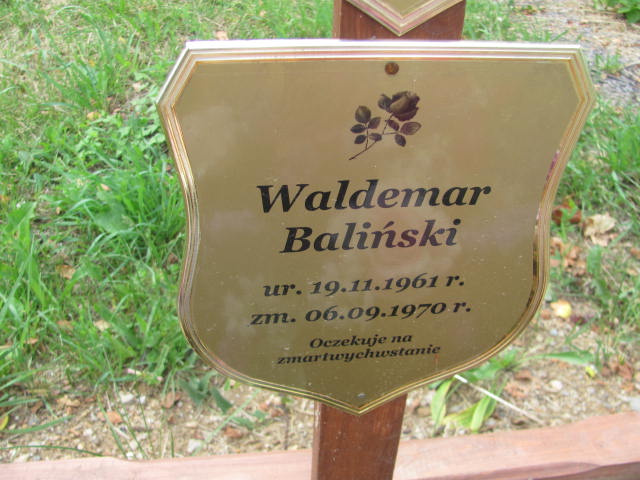 Waldemar
Baliński
ur. 19.11.1961 r.
zm. 06.09.1970 r.
Oczekuje na
zmartwychwstanie